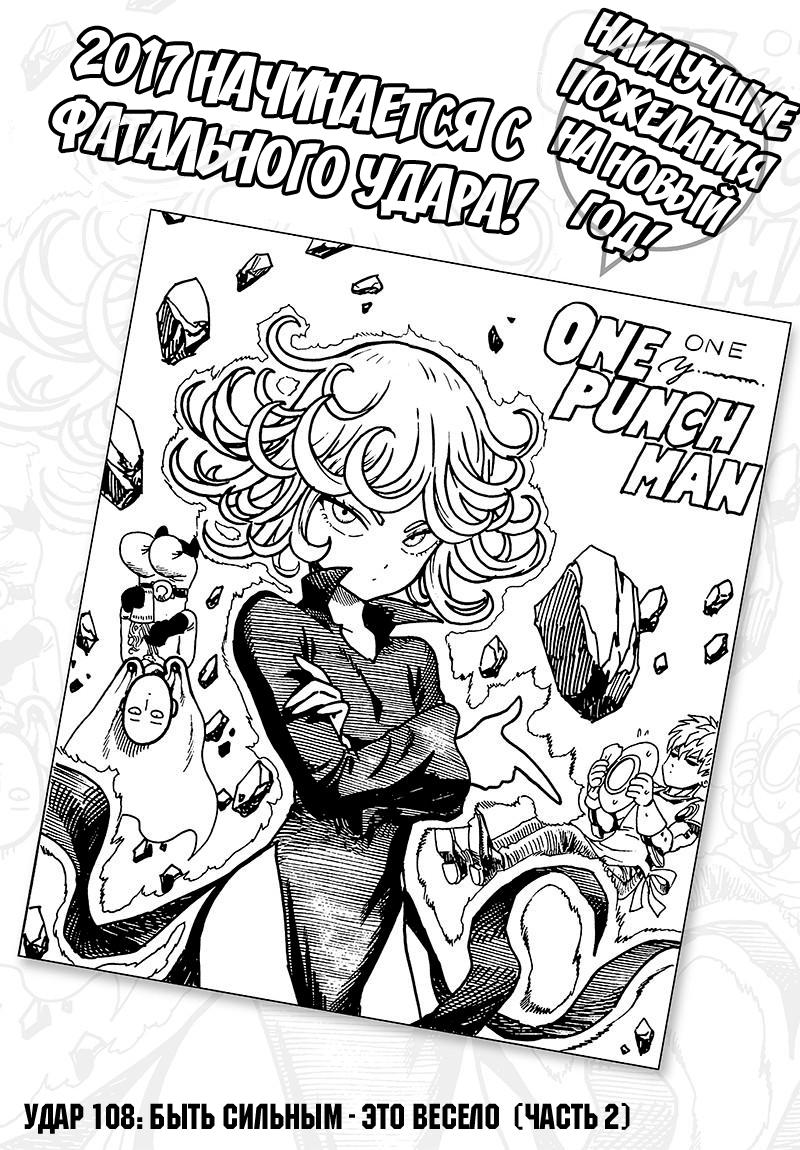 2017 НАЧИНАЕТСЯ С
ФАТАЛЬНОГО УДАРА!
НАИЛУЧШИЕ
ПОЖЕЛАНИЯ
НА НОВЫЙ
ГОД!
ONE
PUNCH
MAN
ONE
УДАР 108: БЫТЬ СИЛЬНЫМ - ЭТО ВЕСЕЛО (ЧАСТЬ 2)